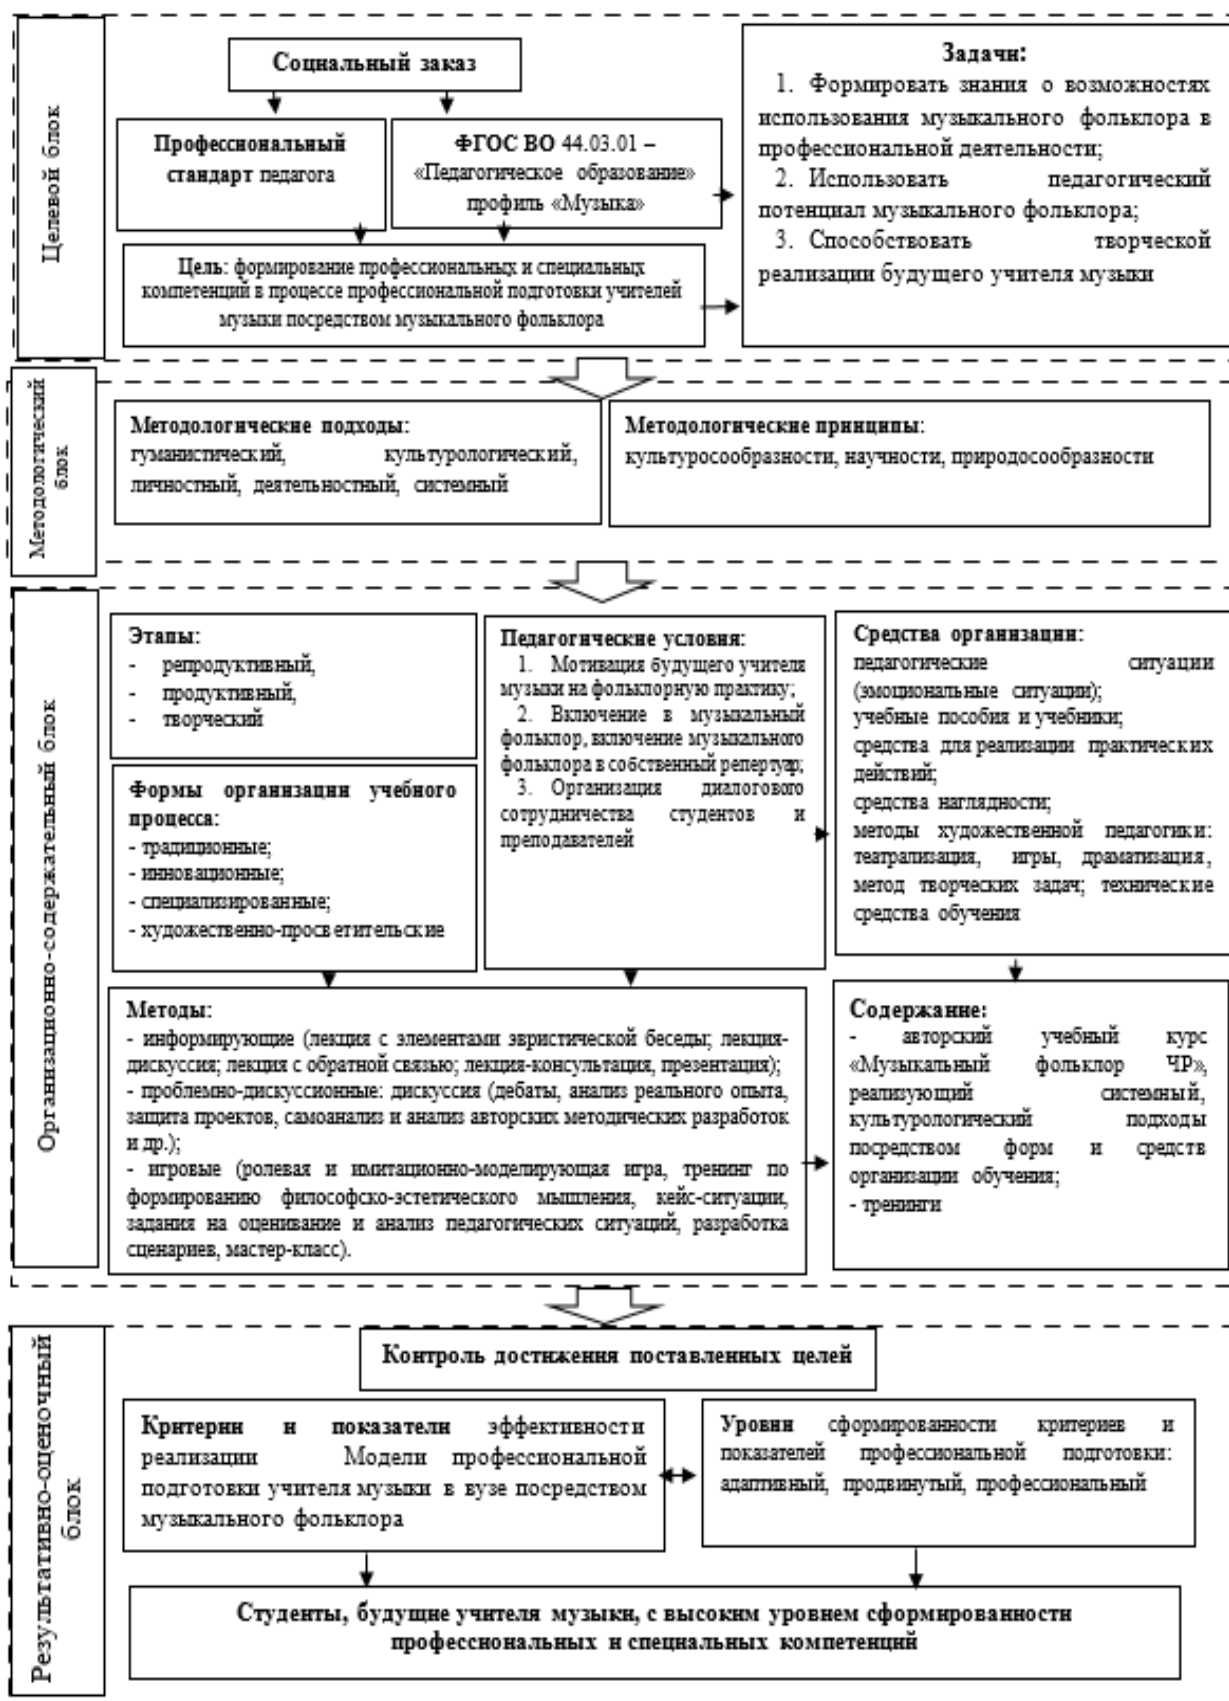 Целевой блок
Социальный заказ
Профессиональный
стандарт педагога
ФГОС ВО 44.03.01 –
«Педагогическое образование»
профиль «Музыка»
Цель: формирование профессиональных и специальных
компетенций в процессе профессиональной подготовки учителей
музыки посредством музыкального фольклора
Задачи:
1. Формировать знания о возможностях
использования музыкального фольклора в
профессиональной деятельности;
2. Использовать педагогический
потенциал музыкального фольклора;
3. Способствовать творческой
реализации будущего учителя музыки
Методологический
блок
Методологические подходы:
гуманистический, культурологический,
личностный, деятельностный, системный
Методологические принципы:
культуросообразности, научности, природосообразности
Организационно-содержательный блок
Этапы:
- репродуктивный,
- продуктивный,
- творческий
Формы организации учебного
процесса:
- традиционные;
- инновационные;
- специализированные;
- художественно-просветительские
Педагогические условия:
1. Мотивация будущего учителя
музыки на фольклорную практику;
2. Включение в музыкальный
фольклор, включение музыкального
фольклора в собственный репертуар;
3. Организация диалогового
сотрудничества студентов и
преподавателей
Средства организации:
педагогические ситуации
(эмоциональные ситуации);
учебные пособия и учебники;
средства для реализации практических
действий;
средства наглядности;
методы художественной педагогики:
театрализация, игры, драматизация,
метод творческих задач; технические
средства обучения
Методы:
- информирующие (лекция с элементами эвристической беседы; лекция-
дискуссия; лекция с обратной связью; лекция-консультация, презентация);
- проблемно-дискуссионные: дискуссия (дебаты, анализ реального опыта,
защита проектов, самоанализ и анализ авторских методических разработок
и др.);
- игровые (ролевая и имитационно-моделирующая игра, тренинг по
формированию философско-эстетического мышления, кейс-ситуации,
задания на оценивание и анализ педагогических ситуаций, разработка
сценариев, мастер-класс).
Содержание:
- авторский учебный курс
«Музыкальный фольклор ЧР»,
реализующий системный,
культурологический подходы
посредством форм и средств
организации обучения;
- тренинги
Результативно-оценочный
блок
Контроль достижения поставленных целей
Критерии и показатели эффективности
реализации Модели профессиональной
подготовки учителя музыки в вузе посредством
музыкального фольклора
Уровни сформированности критериев и
показателей профессиональной подготовки:
адаптивный, продвинутый, профессиональный
Студенты, будущие учителя музыки, с высоким уровнем сформированности
профессиональных и специальных компетенций